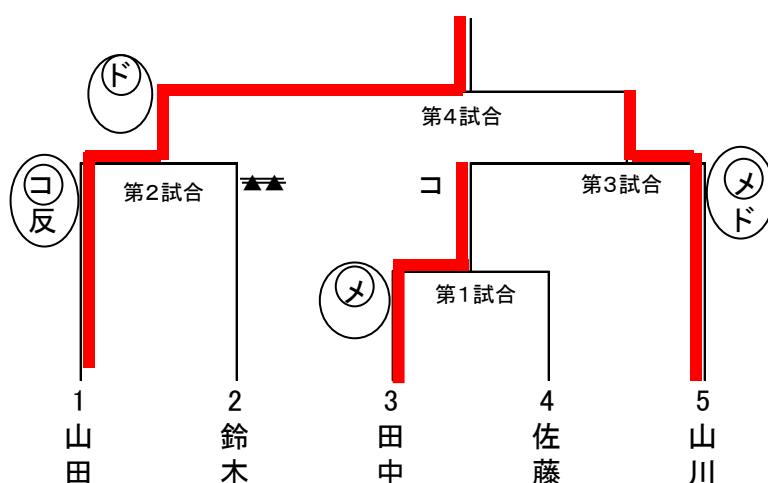 ド
第4試合
コ
反
第2試合
▲▲
コ
第3試合
メ
ド
メ
第1試合
1
山田
2
鈴木
3
田中
4
佐藤
5
山川